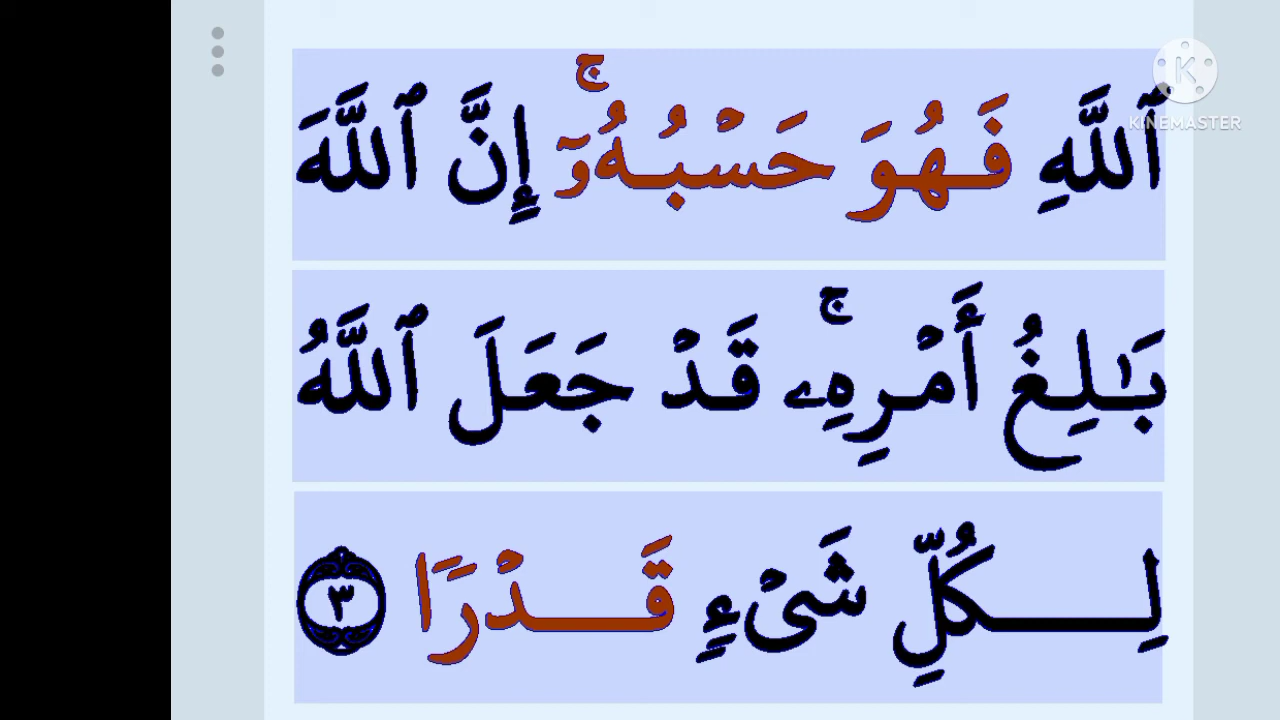 ٱللَّهِ فَهُوَ حَسْبُهُۥٓ ۚ إِنَّ ٱللَّهَ
بَـٰلِغُ أَمْرِهِۦ ۚ قَدْ جَعَلَ ٱللَّهُ
لِكُلِّ شَىْءٍ قَدْرًا ٣
K
KINEMASTER